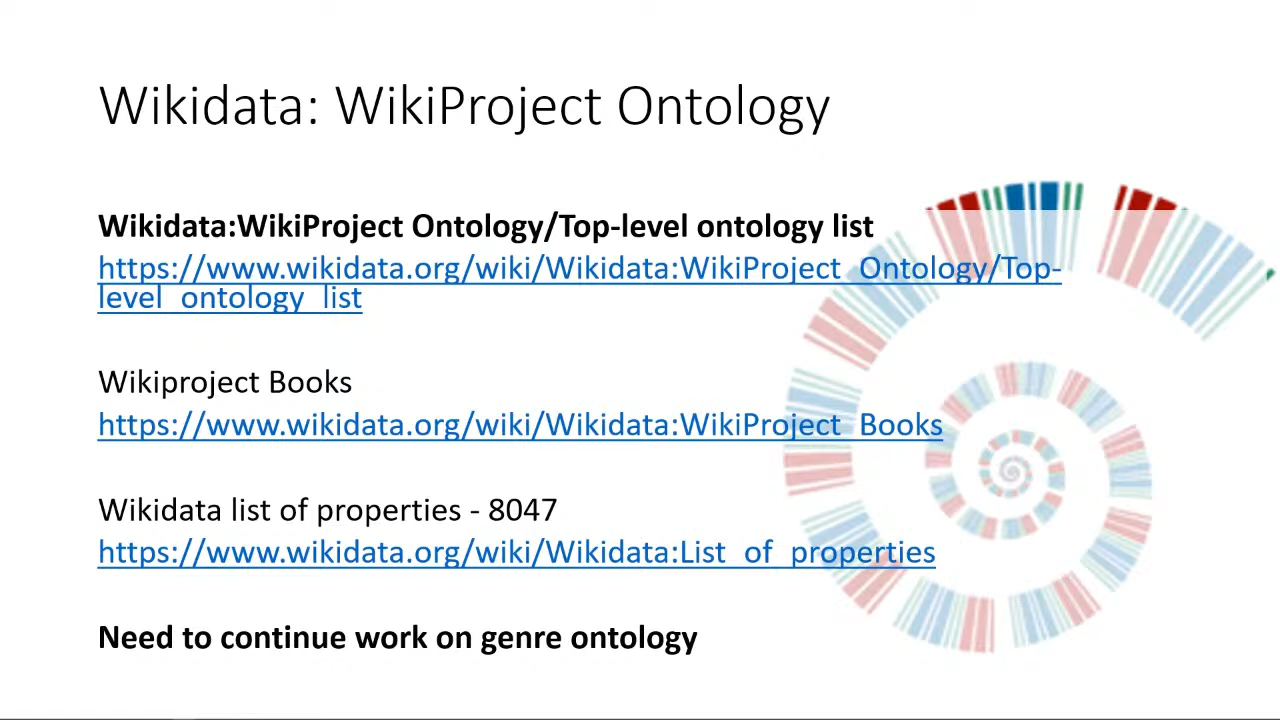 Wikidata: WikiProject Ontology
Wikidata:WikiProject Ontology/Top-level ontology list
https://www.wikidata.org/wiki/Wikidata:WikiProject_Ontology/Top-
level_ontology_list
Wikiproject Books
https://www.wikidata.org/wiki/Wikidata:WikiProject_Books
Wikidata list of properties - 8047
https://www.wikidata.org/wiki/Wikidata:List_of_properties
Need to continue work on genre ontology